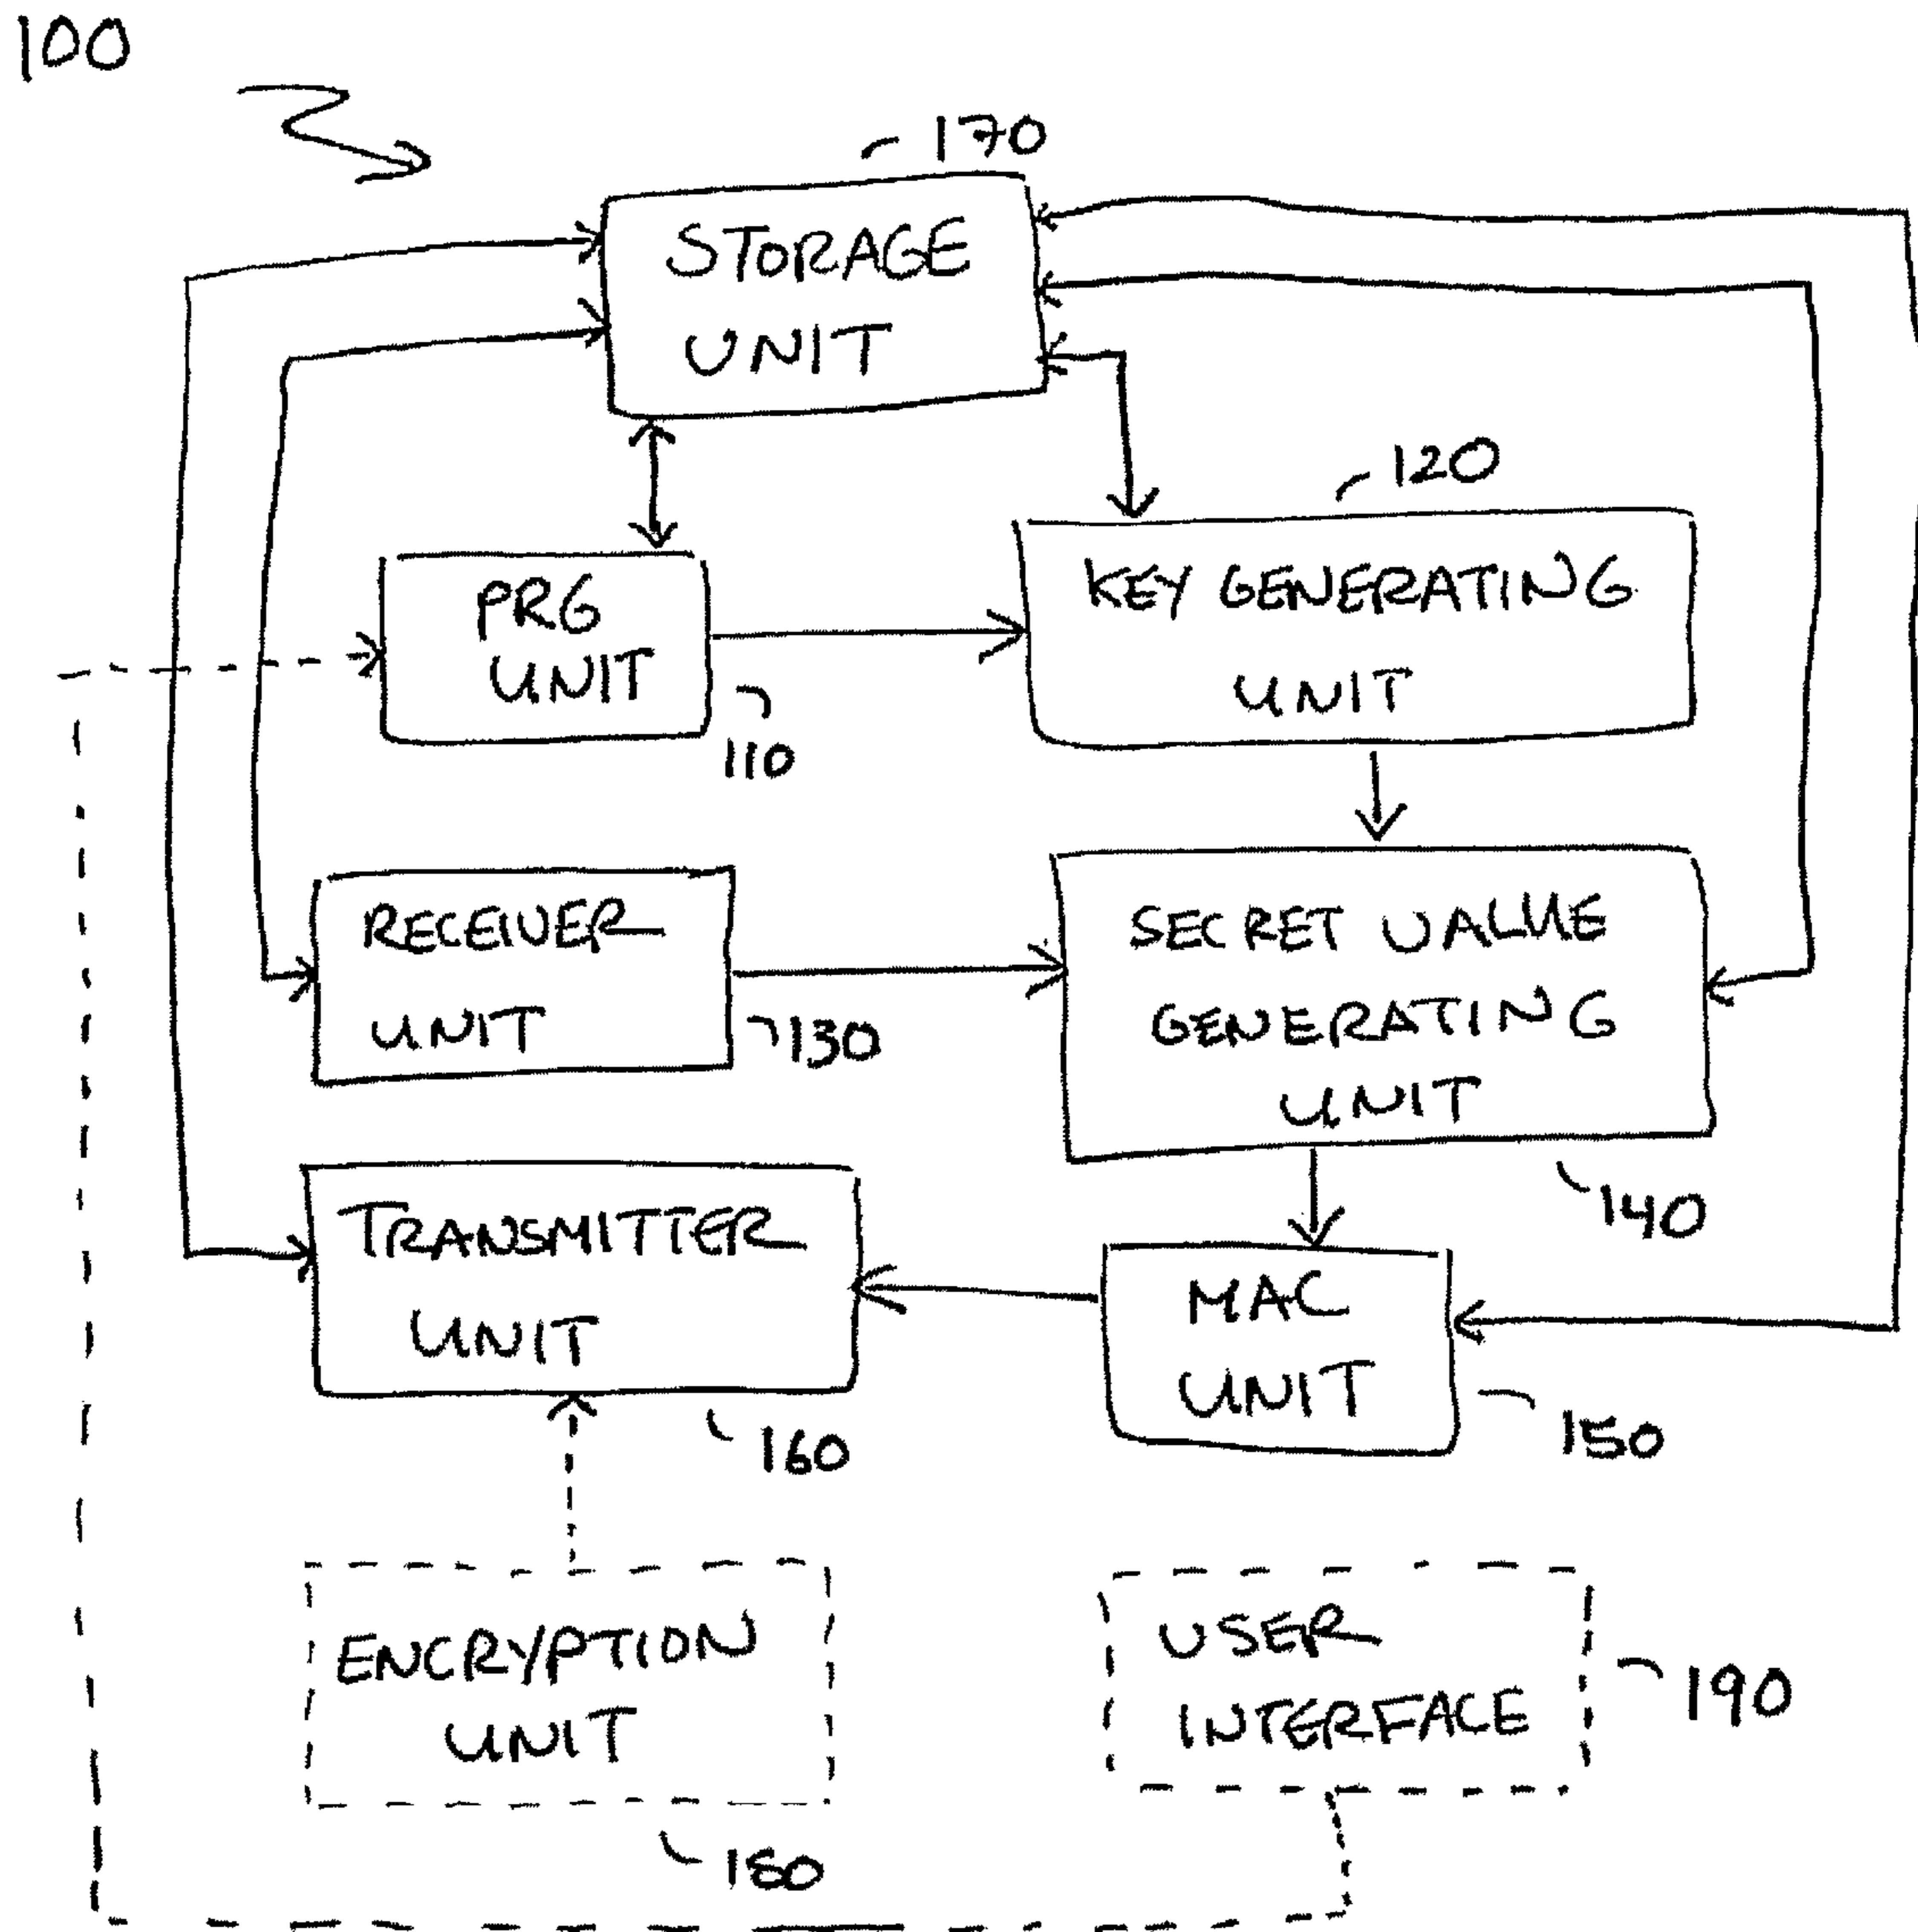 100
170
STORAGE
UNIT
120
PRG
UNIT
110
KEY GENERATING
UNIT
RECEIVER
UNIT
130
SECRET VALUE
GENERATING
UNIT
140
TRANSMITTER
UNIT
160
MAC
UNIT
150
ENCRYPTION
UNIT
180
USER
INTERFACE
190